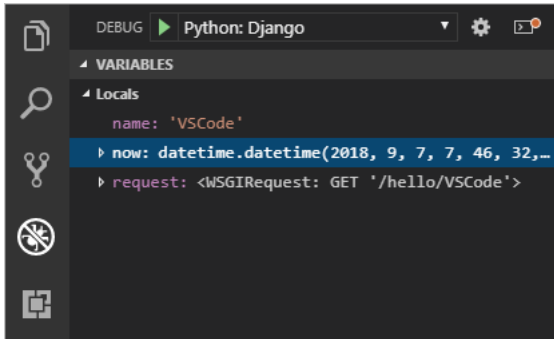 DEBUG Python: Django
VARIABLES
Locals
name: 'VSCode'
now: datetime.datetime(2018, 9, 7, 7, 46, 32,…
request: <WSGIRequest: GET '/hello/VSCode'>